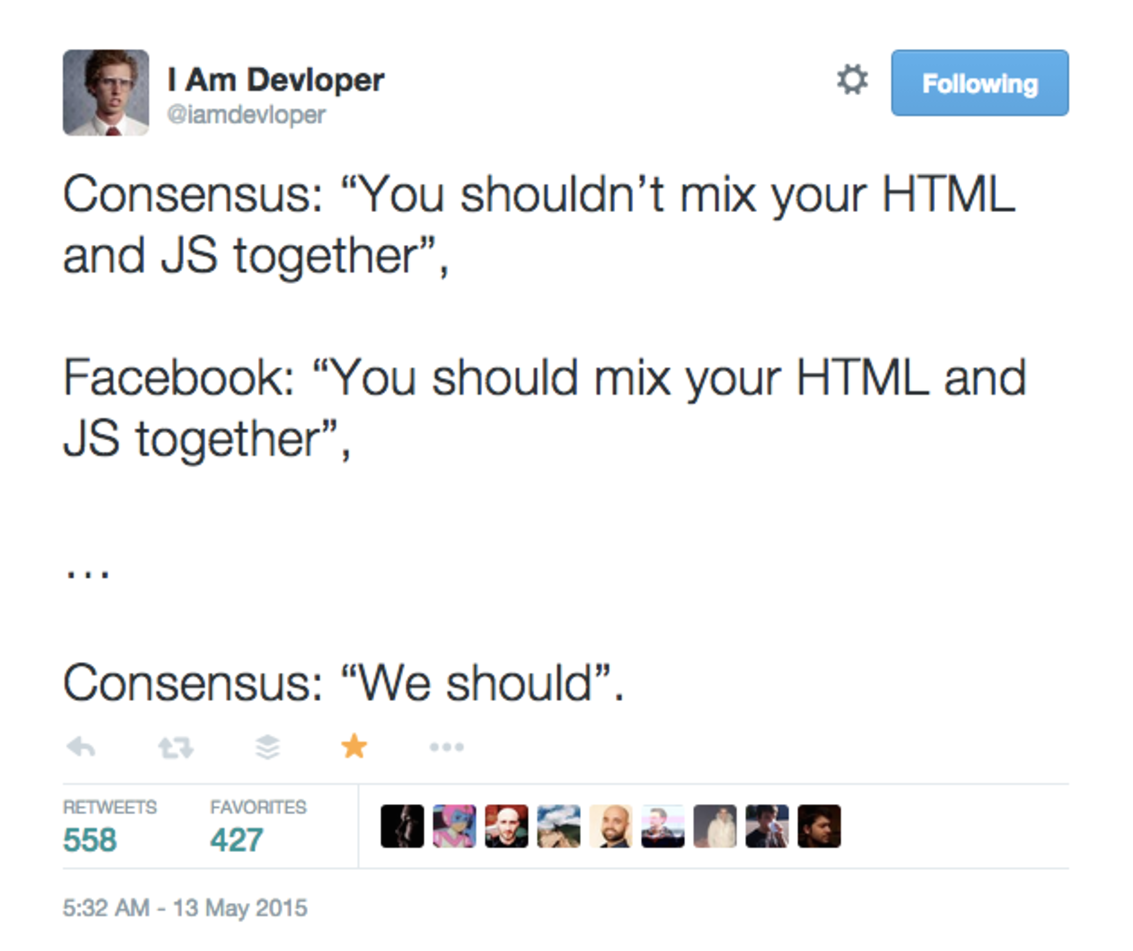 I Am Devloper
@iamdevloper
Following
Consensus: “You shouldn’t mix your HTML
and JS together”,
Facebook: “You should mix your HTML and
JS together”,
…
Consensus: “We should”.
RETWEETS FAVORITES
558 427
5:32 AM - 13 May 2015